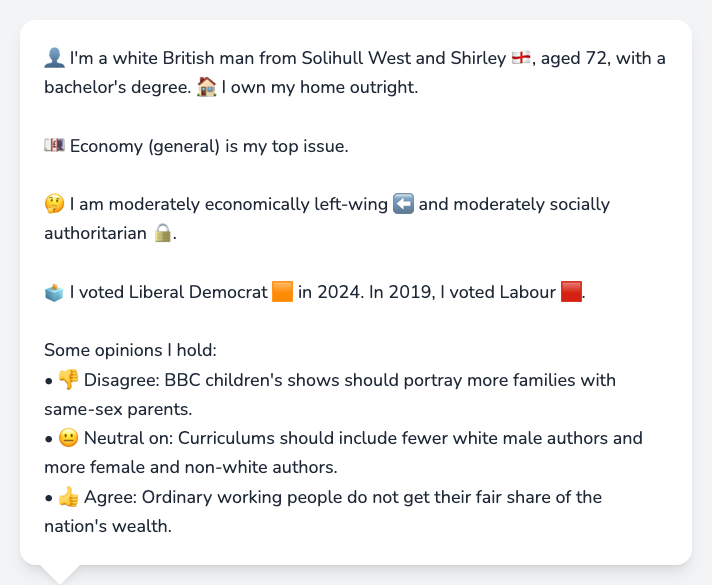 👤 I'm a white British man from Solihull West and Shirley 🏴󠁧󠁢󠁥󠁮󠁧󠁿, aged 72, with a
bachelor's degree. 🏠 I own my home outright.
💷 Economy (general) is my top issue.
🤔 I am moderately economically left-wing ⬅️ and moderately socially
authoritarian 🔒.
🗳️ I voted Liberal Democrat 🟧 in 2024. In 2019, I voted Labour 🟥.
Some opinions I hold:
• 👎 Disagree: BBC children's shows should portray more families with
same-sex parents.
• 😐 Neutral on: Curriculums should include fewer white male authors and
more female and non-white authors.
• 👍 Agree: Ordinary working people do not get their fair share of the
nation's wealth.